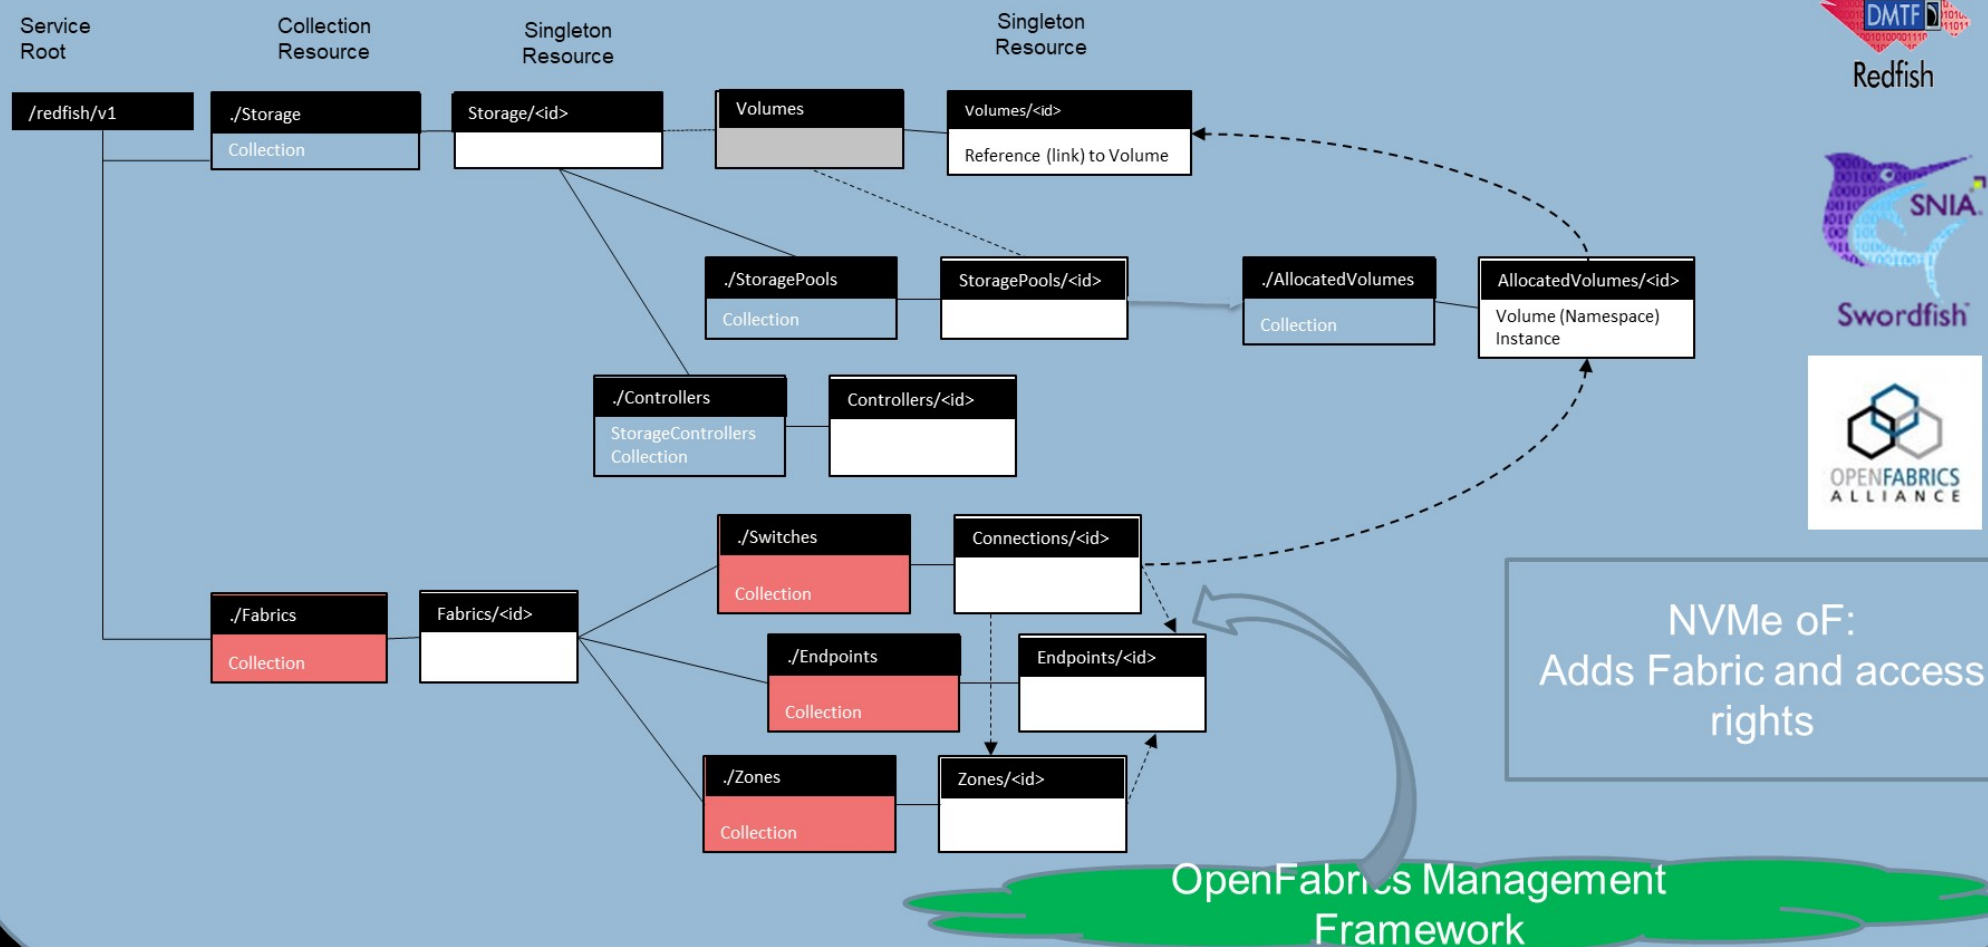 Service
Root
Collection
Resource
Singleton
Resource
Singleton
Resource
DMTF
Redfish
/redfish/v1
./Storage
Collection
Storage/<id>
Volumes
Volumes/<id>
Reference (link) to Volume
SNIA
Swordfish
./StoragePools
Collection
StoragePools/<id>
./AllocatedVolumes
Collection
AllocatedVolumes/<id>
Volume (Namespace)
Instance
./Controllers
StorageControllers
Collection
Controllers/<id>
OPENFABRICS
ALLIANCE
./Switches
Collection
Connections/<id>
./Fabrics
Collection
Fabrics/<id>
./Endpoints
Collection
Endpoints/<id>
NVMe oF:
Adds Fabric and access
rights
./Zones
Collection
Zones/<id>
OpenFabrics Management
Framework